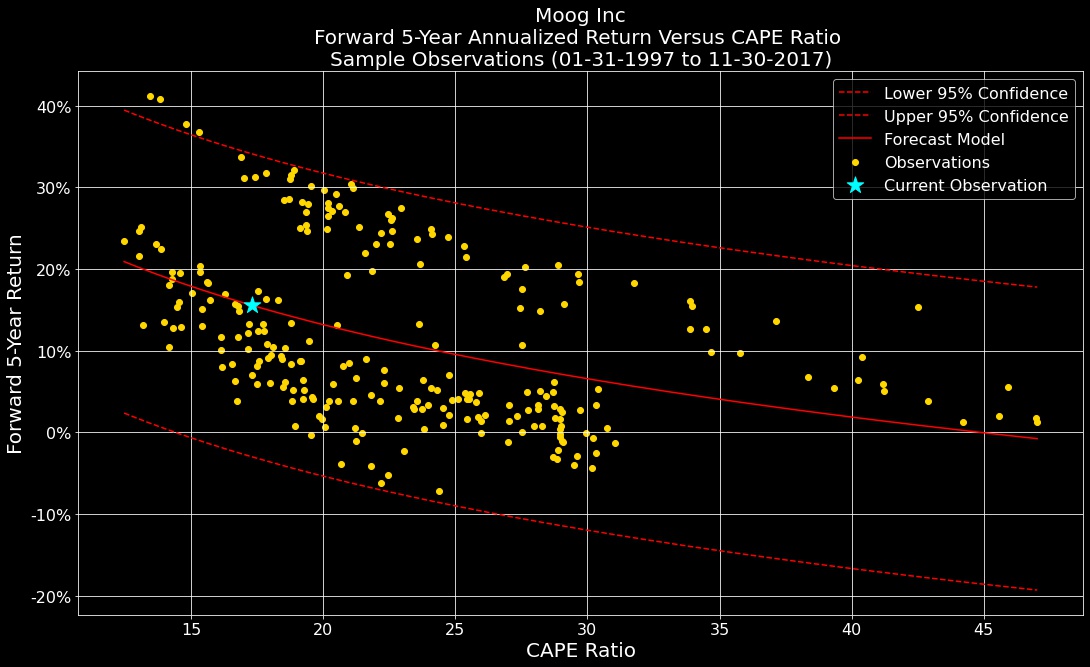 Moog Inc
Forward 5-Year Annualized Return Versus CAPE Ratio
Sample Observations (01-31-1997 to 11-30-2017)
Lower 95% Confidence
Upper 95% Confidence
Forecast Model
Observations
Current Observation
Forward 5-Year Return
40%
30%
20%
10%
0%
-10%
-20%
15 20 25 30 35 40 45
CAPE Ratio